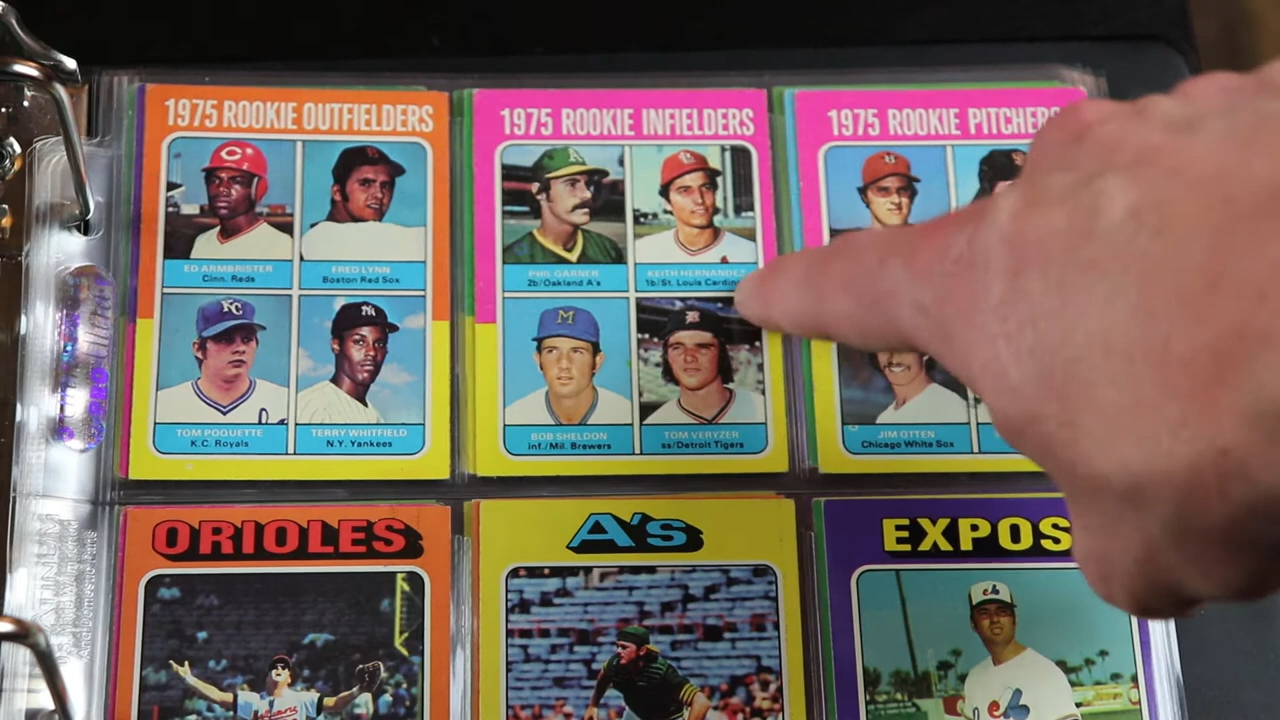 1975 ROOKIE OUTFIELDERS
ED ARMBRISTER
Cinn. Reds
FRED LYNN
Boston Red Sox
TOM POQUETTE
K.C. Royals
TERRY WHITFIELD
N.Y. Yankees
1975 ROOKIE INFIELDERS
PHIL GARNER
2b/Oakland A's
KEITH HERNANDEZ
1b/St. Louis Cardin
BOB SHELDON
inf./Mil. Brewers
TOM VERYZER
ss/Detroit Tigers
1975 ROOKIE PITCHERS
JIM OTTEN
Chicago White Sox
ORIOLES
A's
EXPOS
PLATINUM